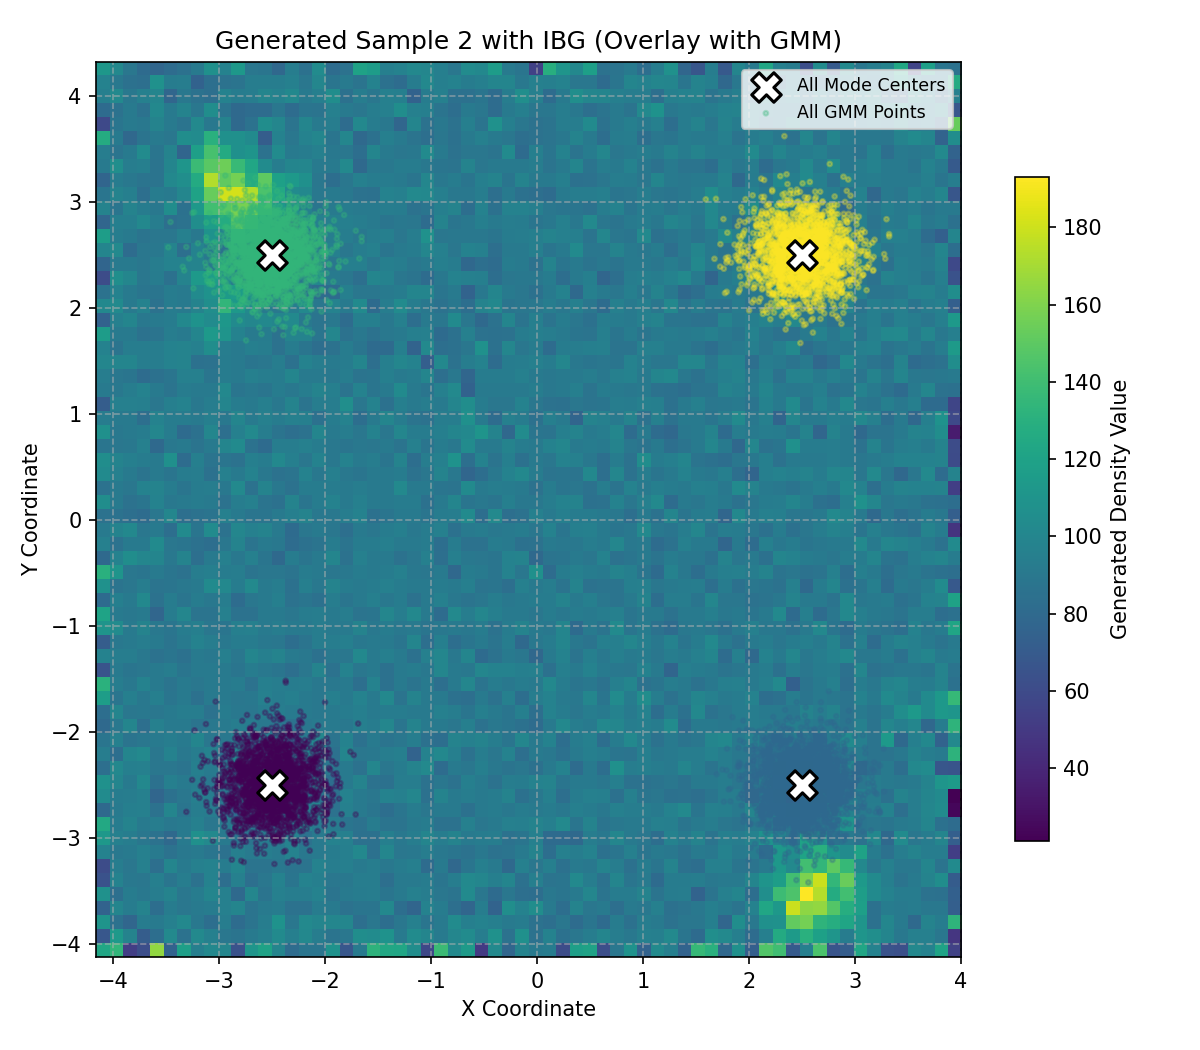 Generated Sample 2 with IBG (Overlay with GMM)
All Mode Centers
All GMM Points
4
3
2
1
0
−1
−2
−3
−4
Y Coordinate
−4 −3 −2 −1 0 1 2 3 4
X Coordinate
180
160
140
120
100
80
60
40
Generated Density Value